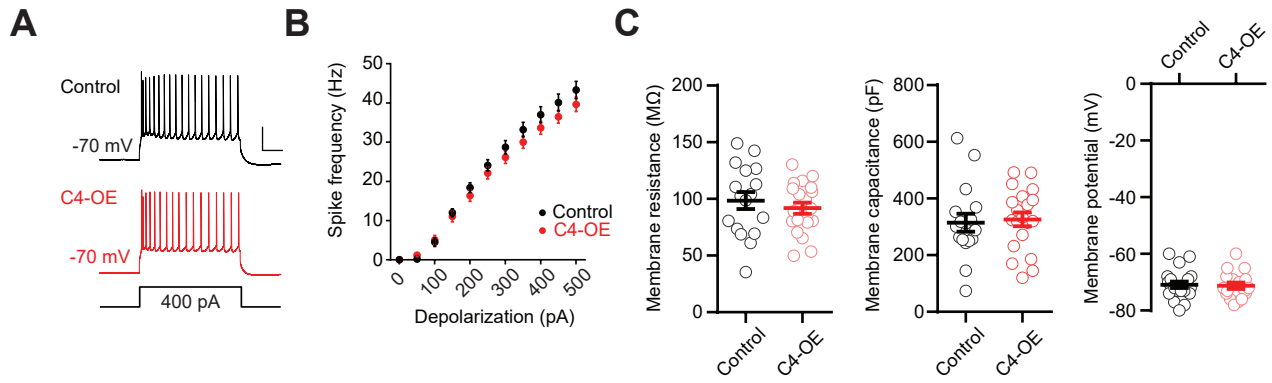 A
Control
-70 mV
C4-OE
-70 mV
400 pA
B
Spike frequency (Hz)
50
40
30
20
10
0
0
100
200
300
400
500
Depolarization (pA)
Control
C4-OE
C
Membrane resistance (MΩ)
200
150
100
50
0
Control
C4-OE
Membrane capacitance (pF)
800
600
400
200
0
Control
C4-OE
Control
C4-OE
Membrane potential (mV)
0
-20
-40
-60
-80